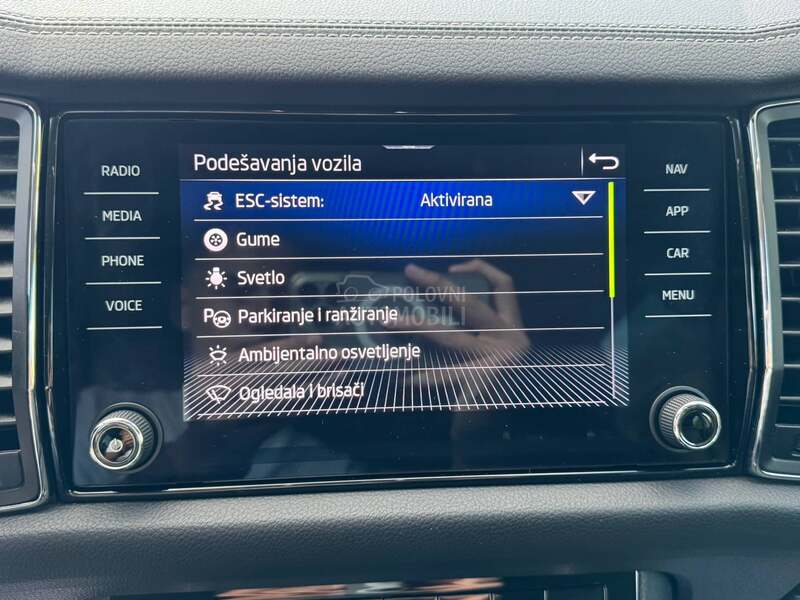 RADIO
MEDIA
PHONE
VOICE
Podešavanja vozila
ESC-sistem: Aktivirana
Gume
Svetlo
Parkiranje i ranžiranje
Ambijentalno osvetljenje
Ogledala i brisači
POLOVNI
AUTOMOBILI
NAV
APP
CAR
MENU